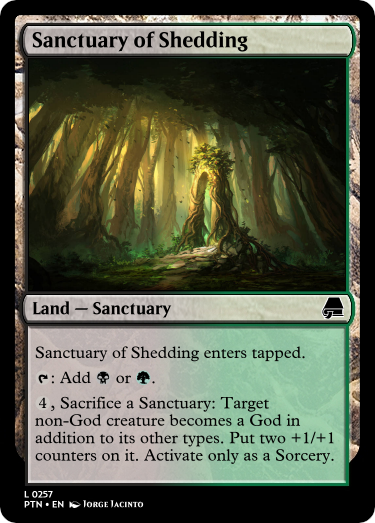 Sanctuary of Shedding
Land — Sanctuary
Sanctuary of Shedding enters tapped.
: Add or .
4 , Sacrifice a Sanctuary: Target
non-God creature becomes a God in
addition to its other types. Put two +1/+1
counters on it. Activate only as a Sorcery.
L 0257
PTN • EN Jorge Jacinto